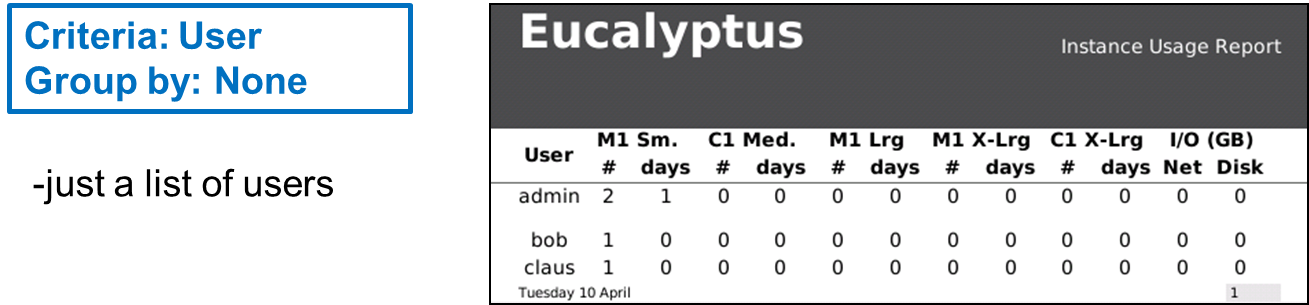 Criteria: User
Group by: None
-just a list of users
Eucalyptus
Instance Usage Report
User M1 Sm. C1 Med. M1 Lrg M1 X-Lrg C1 X-Lrg I/O (GB)
# days # days # days # days # days Net Disk
admin 2 1 0 0 0 0 0 0 0 0 0 0
bob 1 0 0 0 0 0 0 0 0 0 0 0
claus 1 0 0 0 0 0 0 0 0 0 0 0
Tuesday 10 April 1